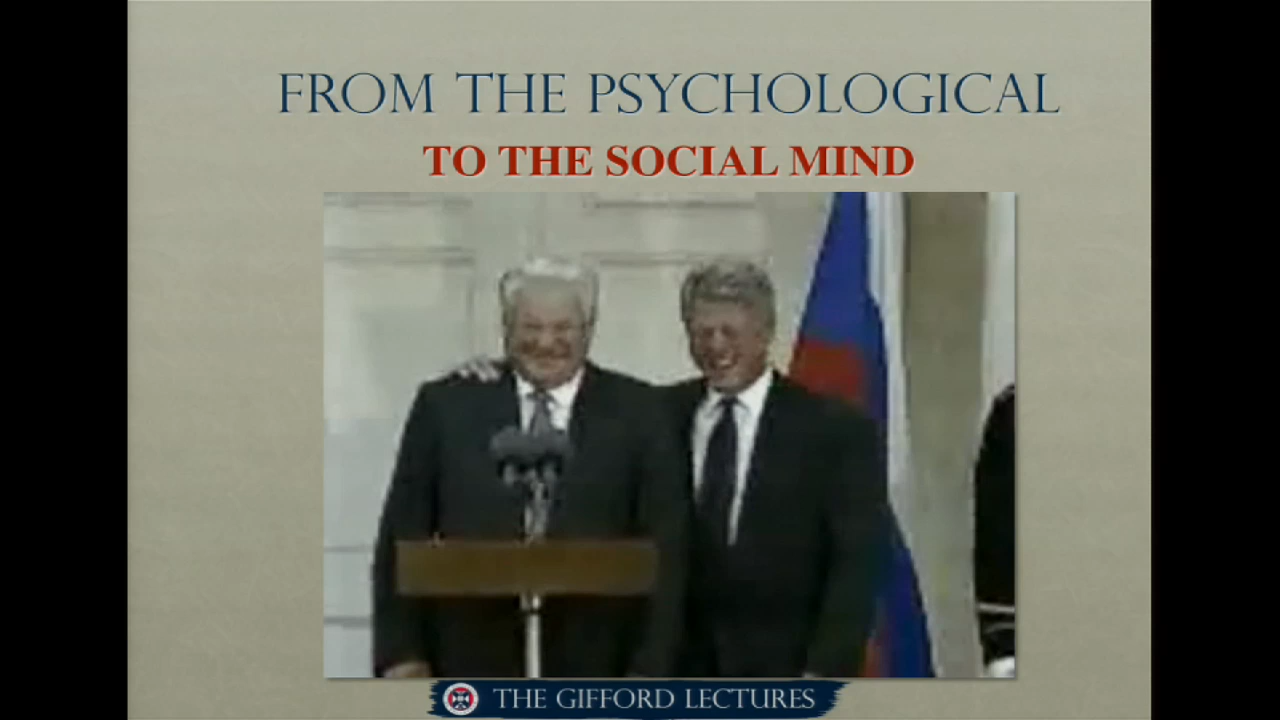 FROM THE PSYCHOLOGICAL
TO THE SOCIAL MIND
THE GIFFORD LECTURES